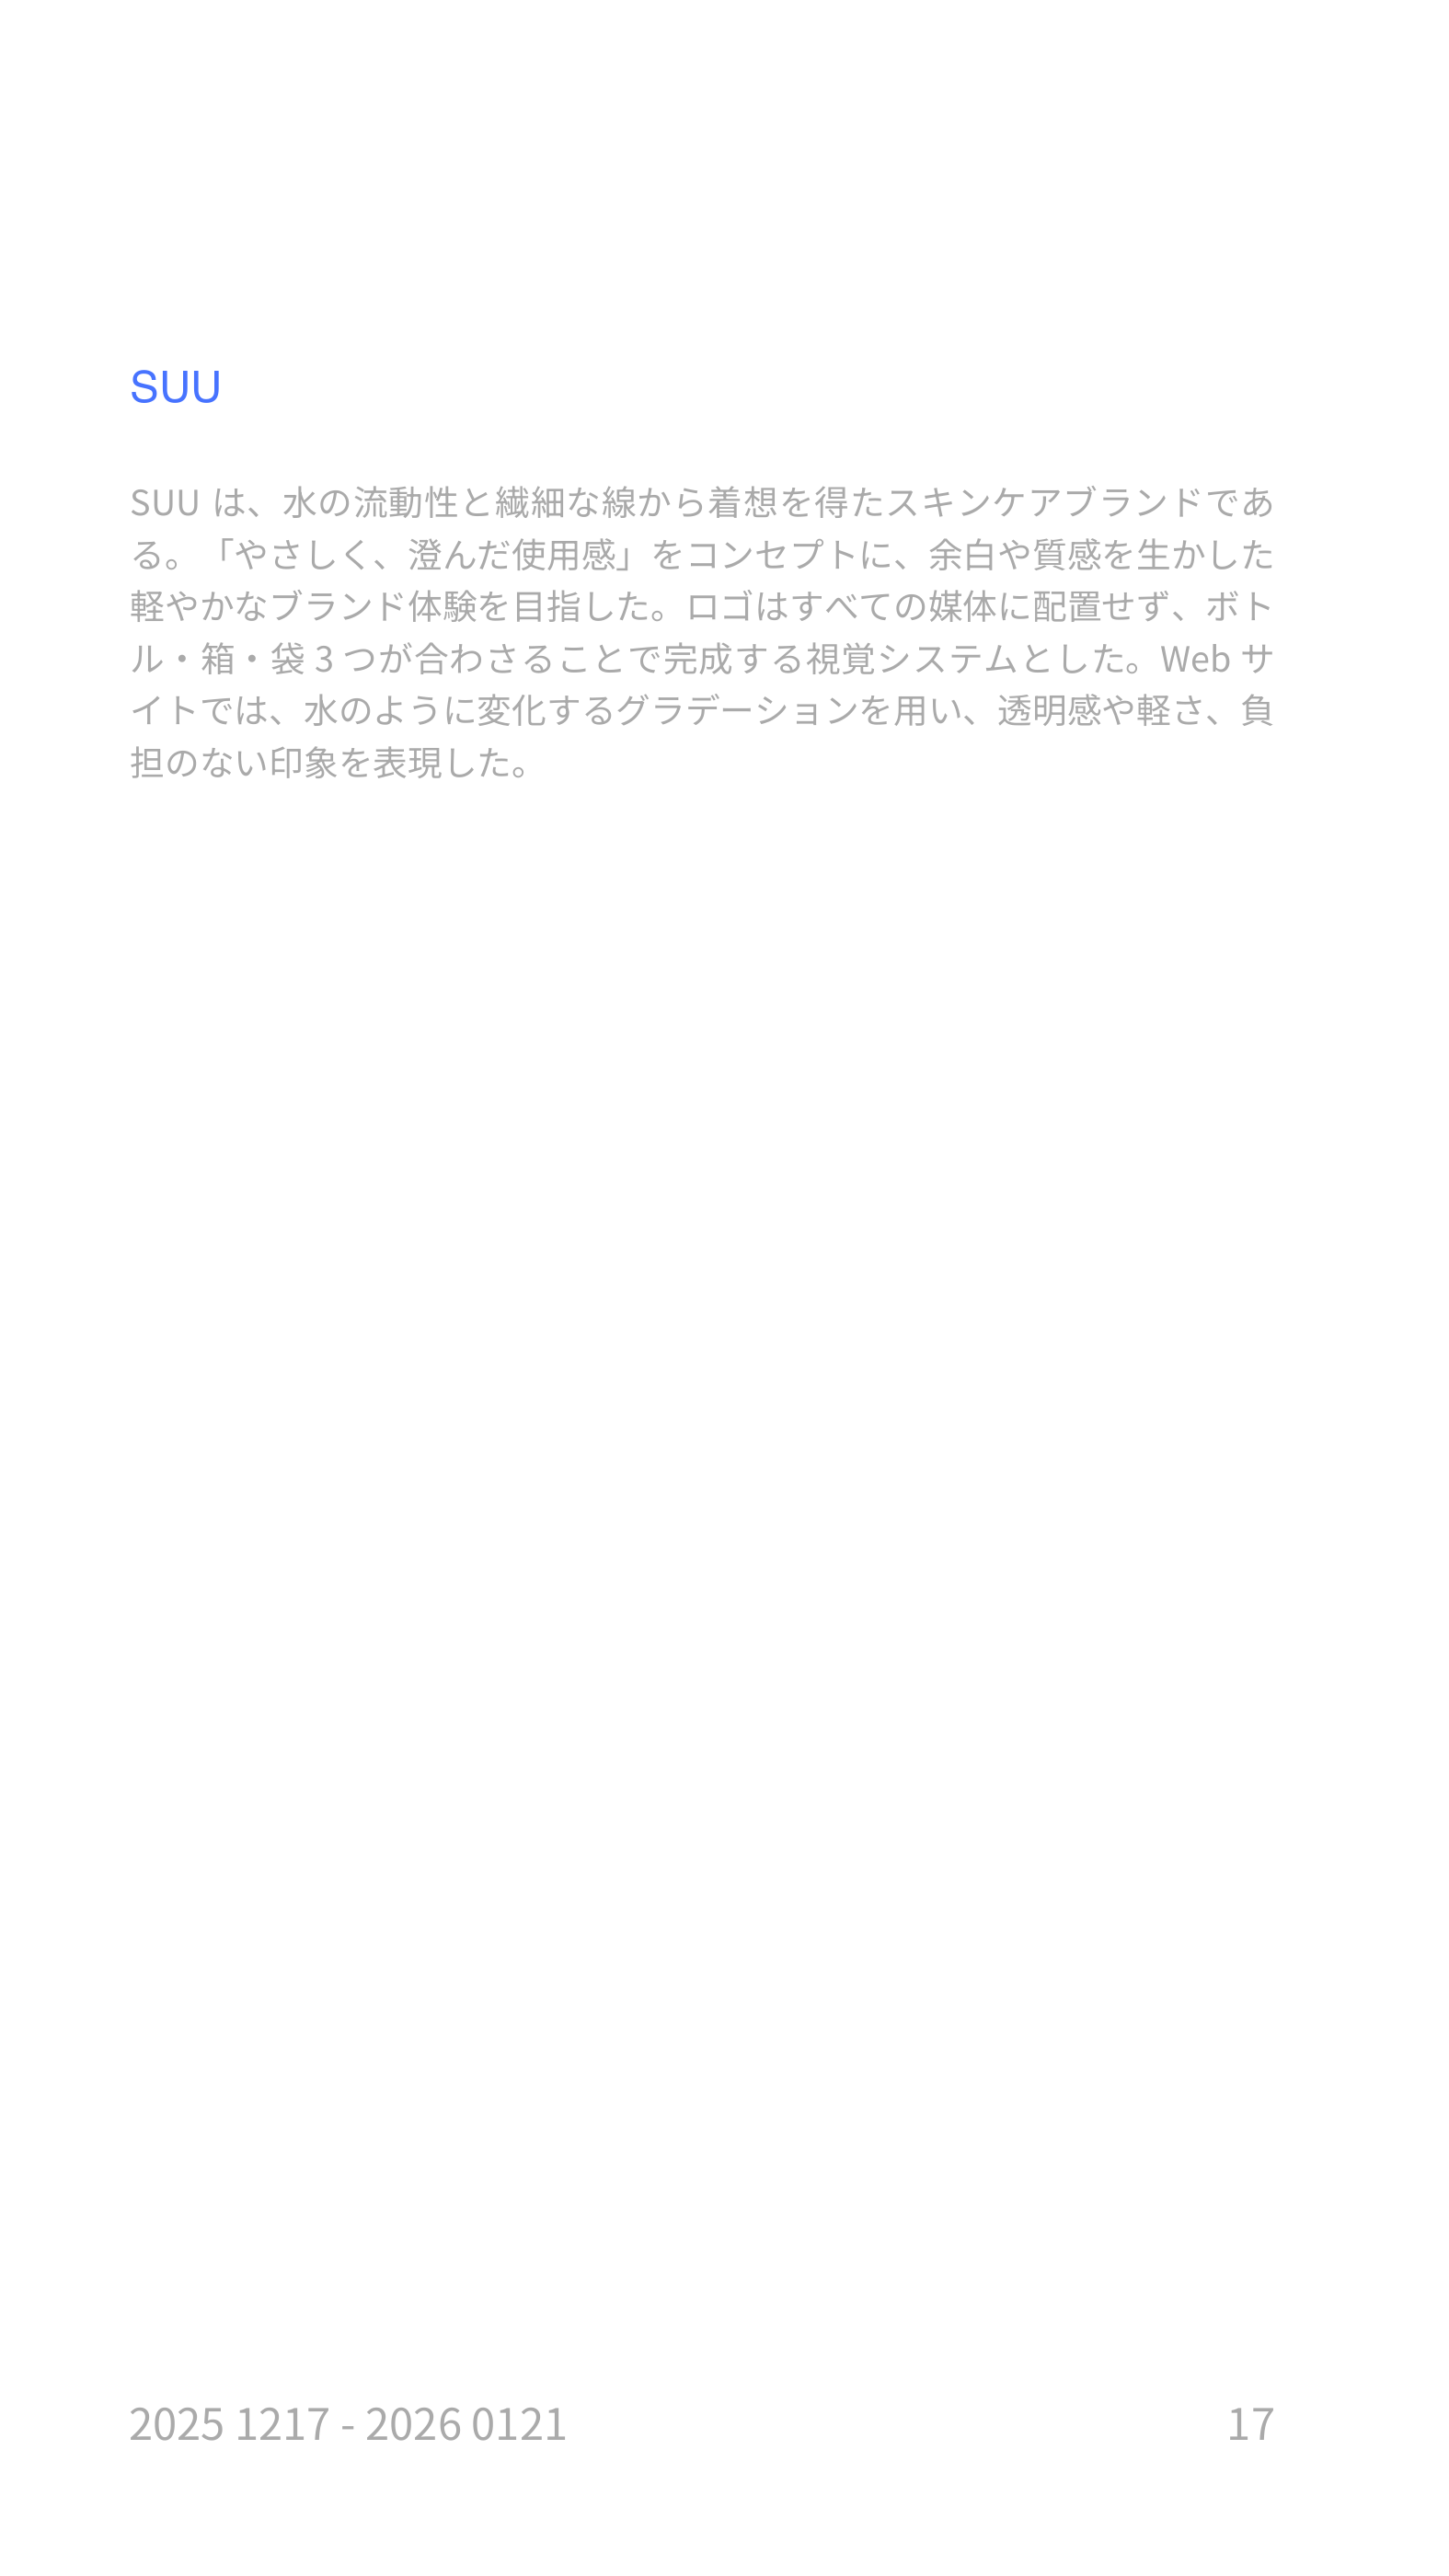 SUU
SUU は、水の流動性と繊細な線から着想を得たスキンケアブランドであ
る。「やさしく、澄んだ使用感」をコンセプトに、余白や質感を生かした
軽やかなブランド体験を目指した。ロゴはすべての媒体に配置せず、ボト
ル・箱・袋 3 つが合わさることで完成する視覚システムとした。Web サ
イトでは、水のように変化するグラデーションを用い、透明感や軽さ、負
担のない印象を表現した。
2025 1217 - 2026 0121
17